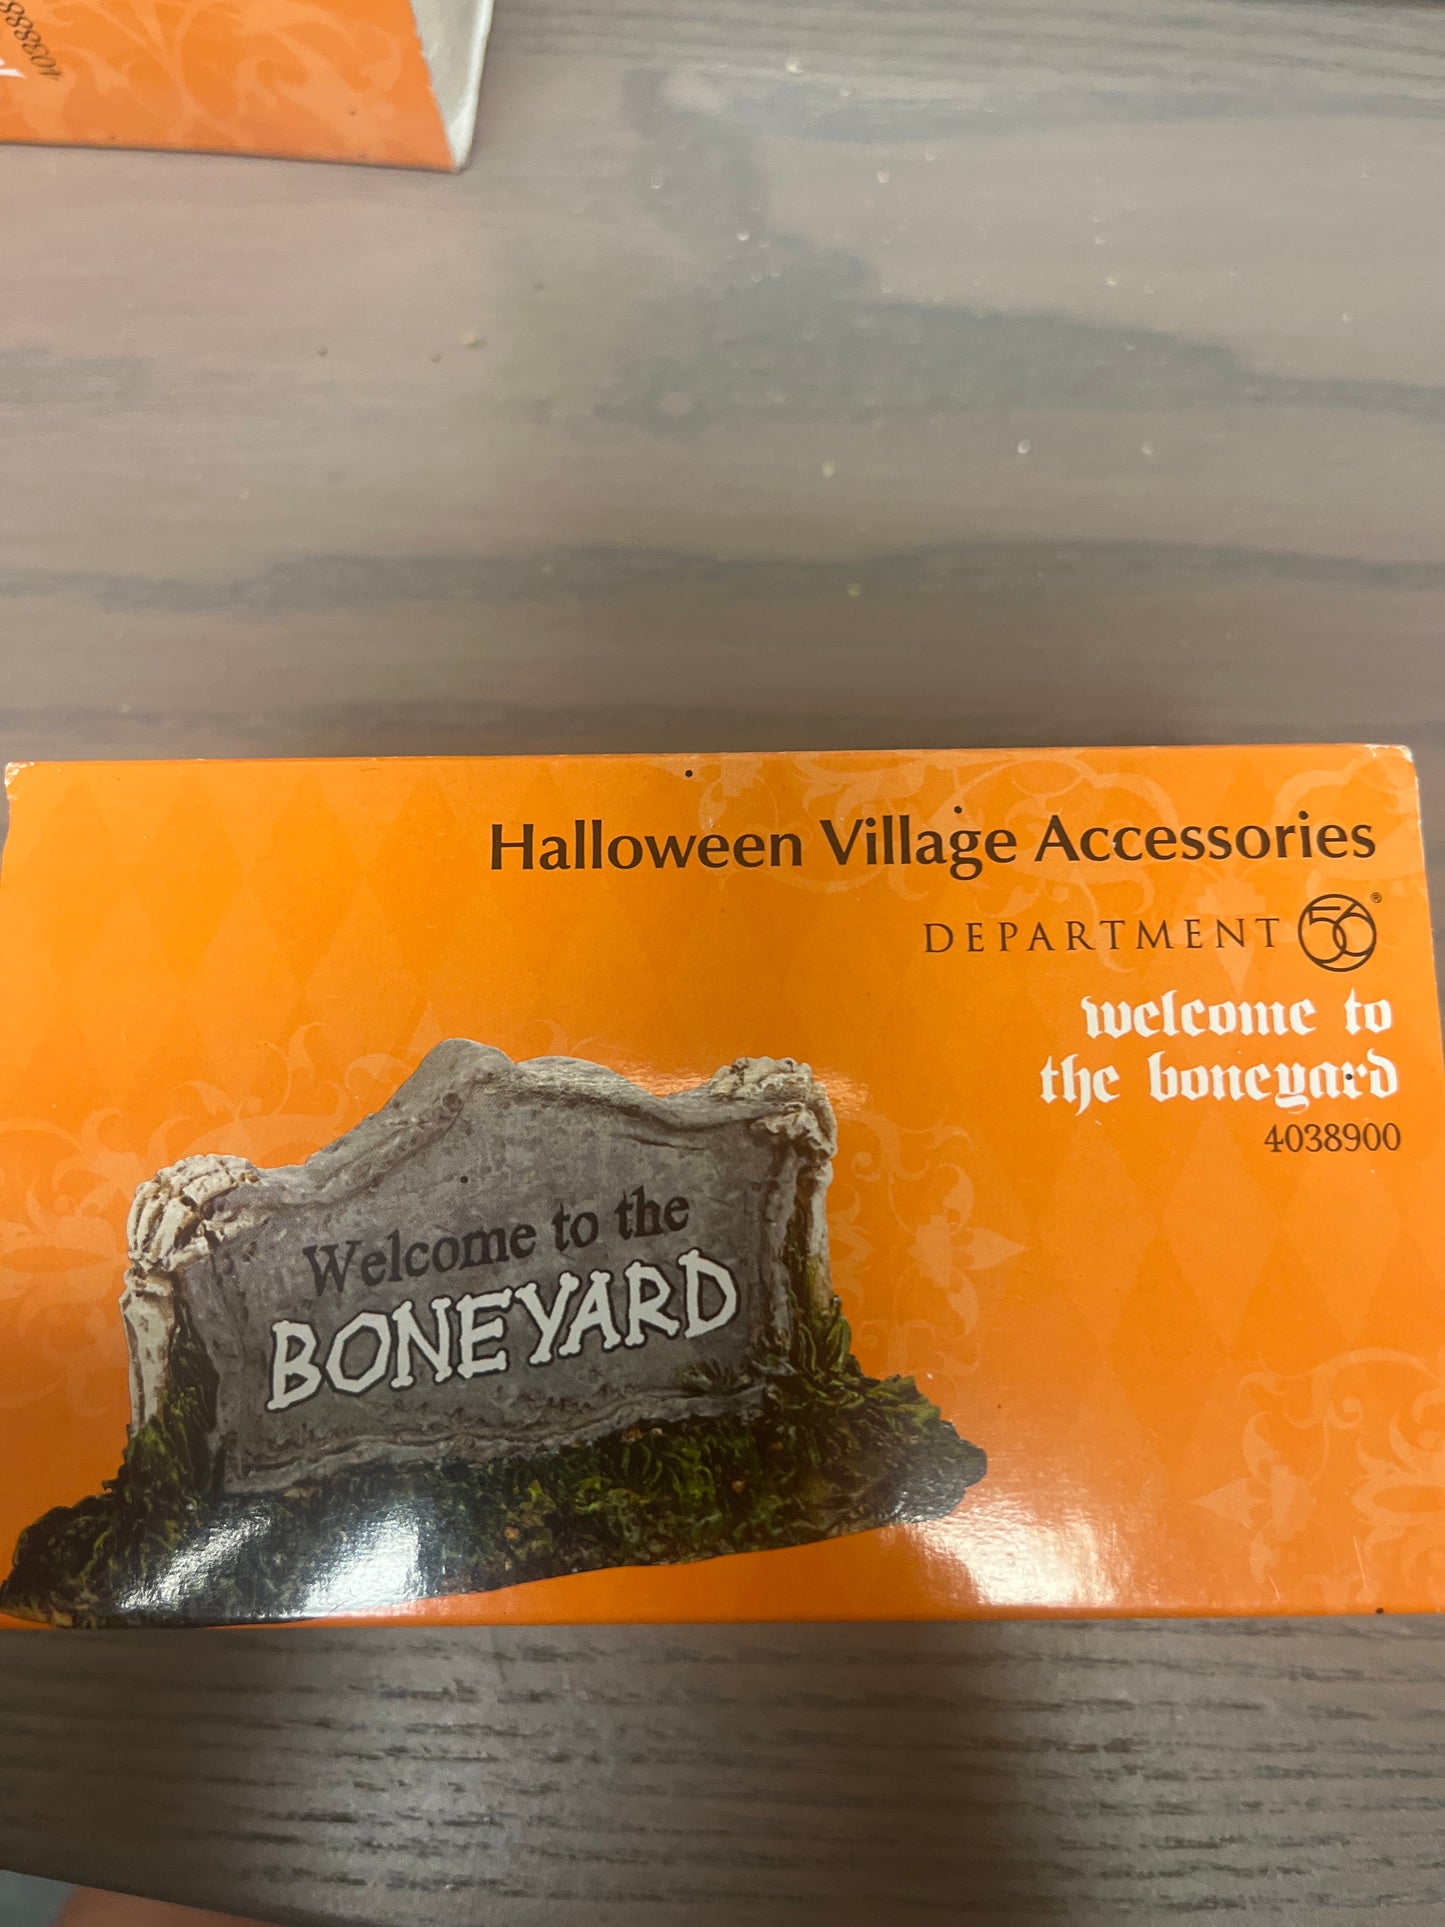 Halloween Village Accessories
DEPARTMENT 56®
welcome to
the boneyard
4038900
Welcome to the
BONEYARD